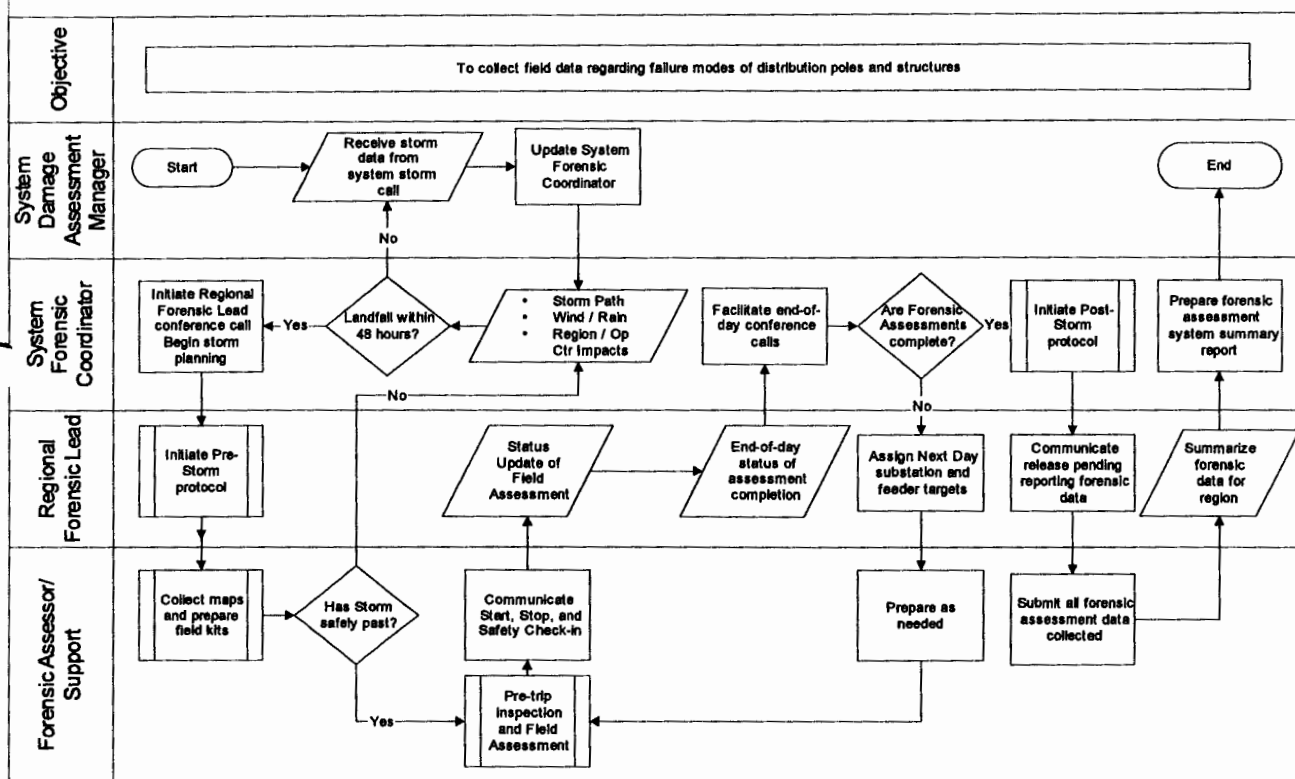 Objective
To collect field data regarding failure modes of distribution poles and structures
System
Damage
Assessment
Manager
Start
Receive storm
data from
system storm
call
Update System
Forensic
Coordinator
End
No
System
Forensic
Coordinator
Initiate Regional
Forensic Lead
conference call
Begin storm
planning
Yes
Landfall within
48 hours?
• Storm Path
• Wind / Rain
• Region / Op
Ctr Impacts
Facilitate end-of-
day conference
calls
Are Forensic
Assessments
complete?
Yes
Initiate Post-
Storm
protocol
Prepare forensic
assessment
system summary
report
No
No
Regional
Forensic Lead
Initiate Pre-
Storm
protocol
Status
Update of
Field
Assessment
End-of-day
status of
assessment
completion
Assign Next Day
substation and
feeder targets
Communicate
release pending
reporting forensic
data
Summarize
forensic
data for
region
Forensic Assessor/
Support
Collect maps
and prepare
field kits
Has Storm
safely past?
Communicate
Start, Stop, and
Safety Check-in
Prepare as
needed
Submit all forensic
assessment data
collected
Yes
Pre-trip
inspection
and Field
Assessment